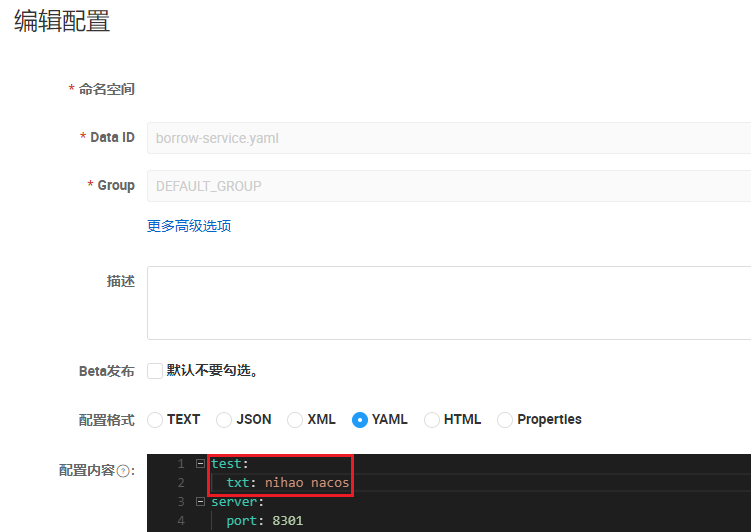 编辑配置
* 命名空间
* Data ID borrow-service.yaml
* Group DEFAULT_GROUP
更多高级选项
描述
Beta发布 默认不要勾选。
配置格式 TEXT JSON XML YAML HTML Properties
配置内容?: 1 test:
2 txt: nihao nacos
3 server:
4 port: 8301